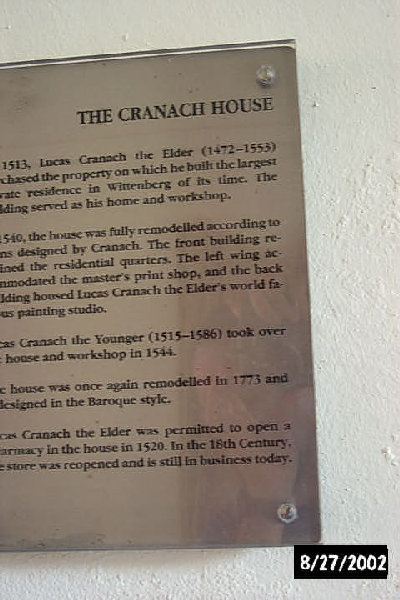 THE CRANACH HOUSE
1513, Lucas Cranach the Elder (1472–1553)
chased the property on which he built the largest
vate residence in Wittenberg of its time. The
lding served as his home and workshop.
1540, the house was fully remodelled according to
ns designed by Cranach. The front building re-
ined the residential quarters. The left wing ac-
mmodated the master's print shop, and the back
lding housed Lucas Cranach the Elder's world fa-
us painting studio.
cas Cranach the Younger (1515–1586) took over
house and workshop in 1544.
e house was once again remodelled in 1773 and
designed in the Baroque style.
cas Cranach the Elder was permitted to open a
armacy in the house in 1520. In the 18th Century,
e store was reopened and is still in business today.
8/27/2002